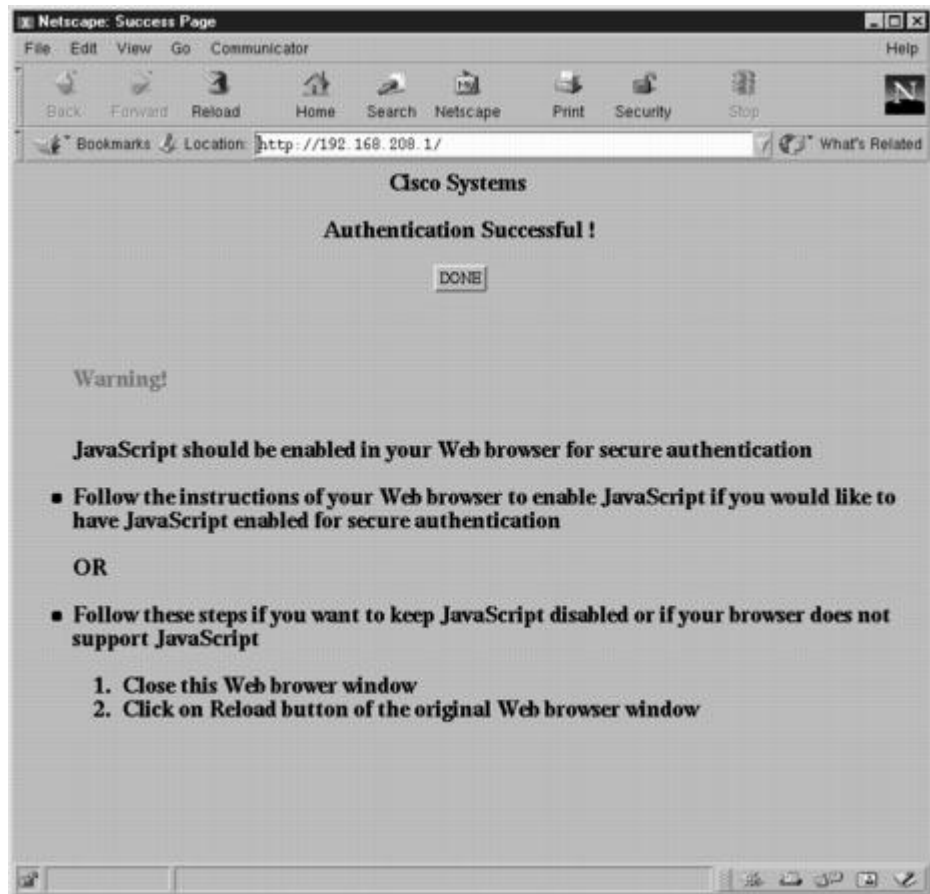 Netscape: Success Page
File Edit View Go Communicator Help
Back Forward Reload Home Search Netscape Print Security Stop
N
Bookmarks Location: http://192.168.208.1/ What's Related
Cisco Systems
Authentication Successful !
DONE
Warning!
JavaScript should be enabled in your Web browser for secure authentication
Follow the instructions of your Web browser to enable JavaScript if you would like to
have JavaScript enabled for secure authentication
OR
Follow these steps if you want to keep JavaScript disabled or if your browser does not
support JavaScript
1. Close this Web brower window
2. Click on Reload button of the original Web browser window